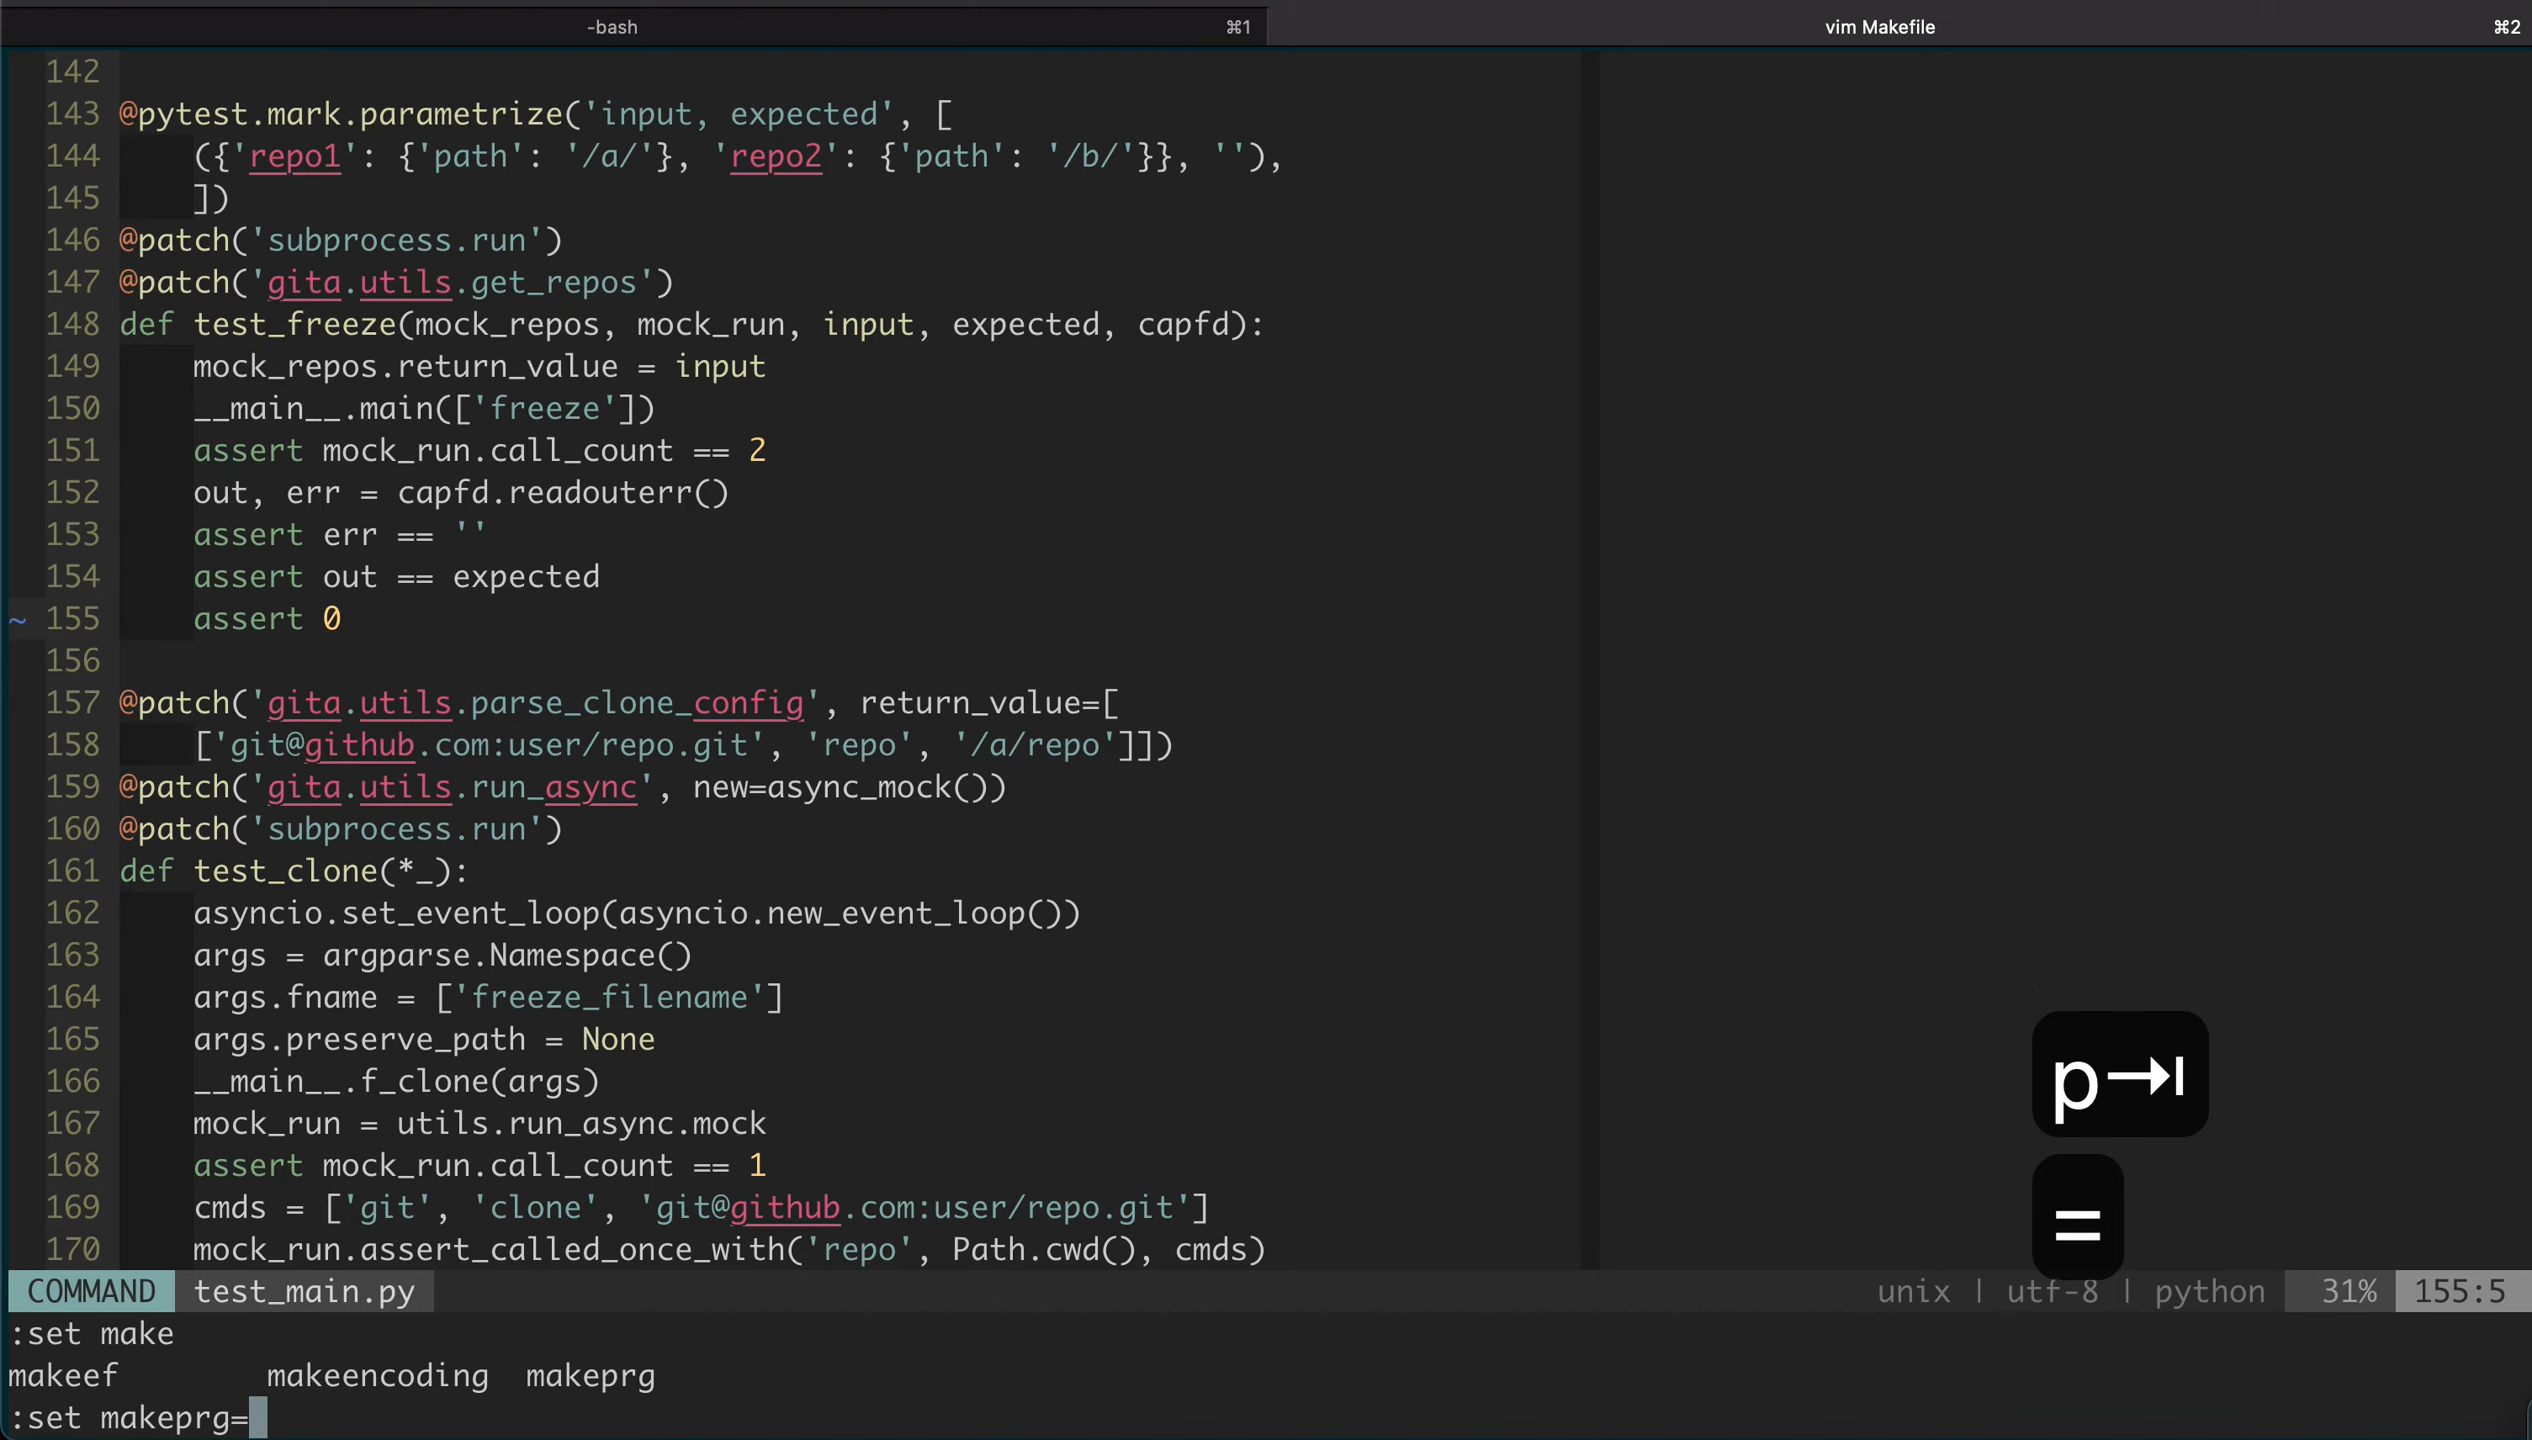 -bash ⌘1 vim Makefile ⌘2
142
143 @pytest.mark.parametrize('input, expected', [
144     ({'repo1': {'path': '/a/'}, 'repo2': {'path': '/b/'}}, ''),
145     ])
146 @patch('subprocess.run')
147 @patch('gita.utils.get_repos')
148 def test_freeze(mock_repos, mock_run, input, expected, capfd):
149     mock_repos.return_value = input
150     __main__.main(['freeze'])
151     assert mock_run.call_count == 2
152     out, err = capfd.readouterr()
153     assert err == ''
154     assert out == expected
~ 155     assert 0
156
157 @patch('gita.utils.parse_clone_config', return_value=[
158     ['git@github.com:user/repo.git', 'repo', '/a/repo']])
159 @patch('gita.utils.run_async', new=async_mock())
160 @patch('subprocess.run')
161 def test_clone(*_):
162     asyncio.set_event_loop(asyncio.new_event_loop())
163     args = argparse.Namespace()
164     args.fname = ['freeze_filename']
165     args.preserve_path = None
166     __main__.f_clone(args)
167     mock_run = utils.run_async.mock
168     assert mock_run.call_count == 1
169     cmds = ['git', 'clone', 'git@github.com:user/repo.git']
170     mock_run.assert_called_once_with('repo', Path.cwd(), cmds)
p⇥
=
COMMAND test_main.py unix | utf-8 | python 31% 155:5
:set make
makeef makeencoding makeprg
:set makeprg=